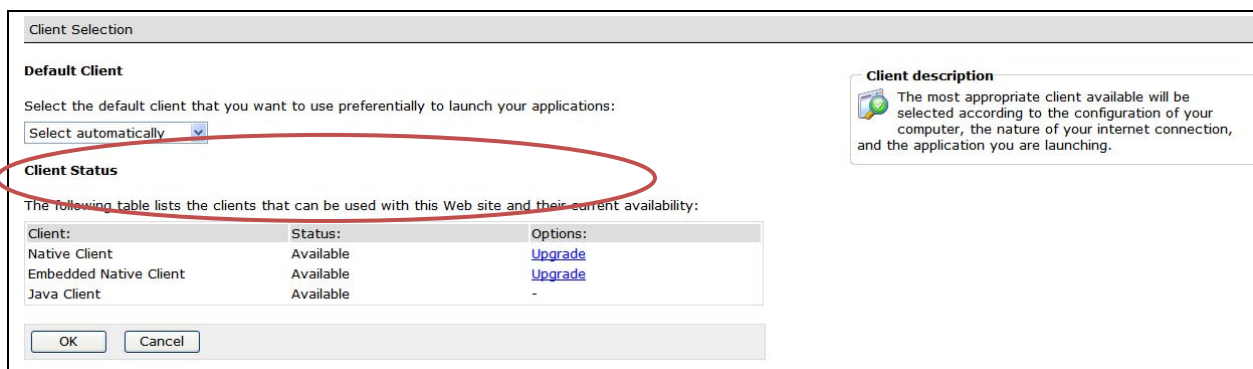 Client Selection
Default Client
Select the default client that you want to use preferentially to launch your applications:
Select automatically
Client Status
The following table lists the clients that can be used with this Web site and their current availability:
Client: Status: Options:
Native Client Available Upgrade
Embedded Native Client Available Upgrade
Java Client Available -
OK Cancel
Client description
The most appropriate client available will be
selected according to the configuration of your
computer, the nature of your internet connection,
and the application you are launching.